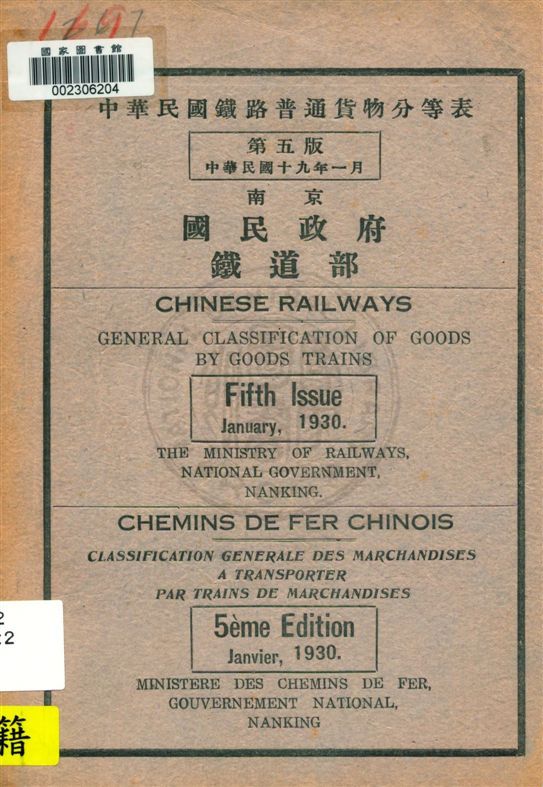 1697
國家圖書館
002306204
中華民國鐵路普通貨物分等表
第五版
中華民國十九年一月
南京
國民政府
鐵道部
CHINESE RAILWAYS
GENERAL CLASSIFICATION OF GOODS
BY GOODS TRAINS
Fifth Issue
January, 1930.
THE MINISTRY OF RAILWAYS,
NATIONAL GOVERNMENT,
NANKING.
CHEMINS DE FER CHINOIS
CLASSIFICATION GENERALE DES MARCHANDISES
A TRANSPORTER
PAR TRAINS DE MARCHANDISES
5ème Edition
Janvier, 1930.
MINISTERE DES CHEMINS DE FER,
GOUVERNEMENT NATIONAL,
NANKING
2
:2
籍